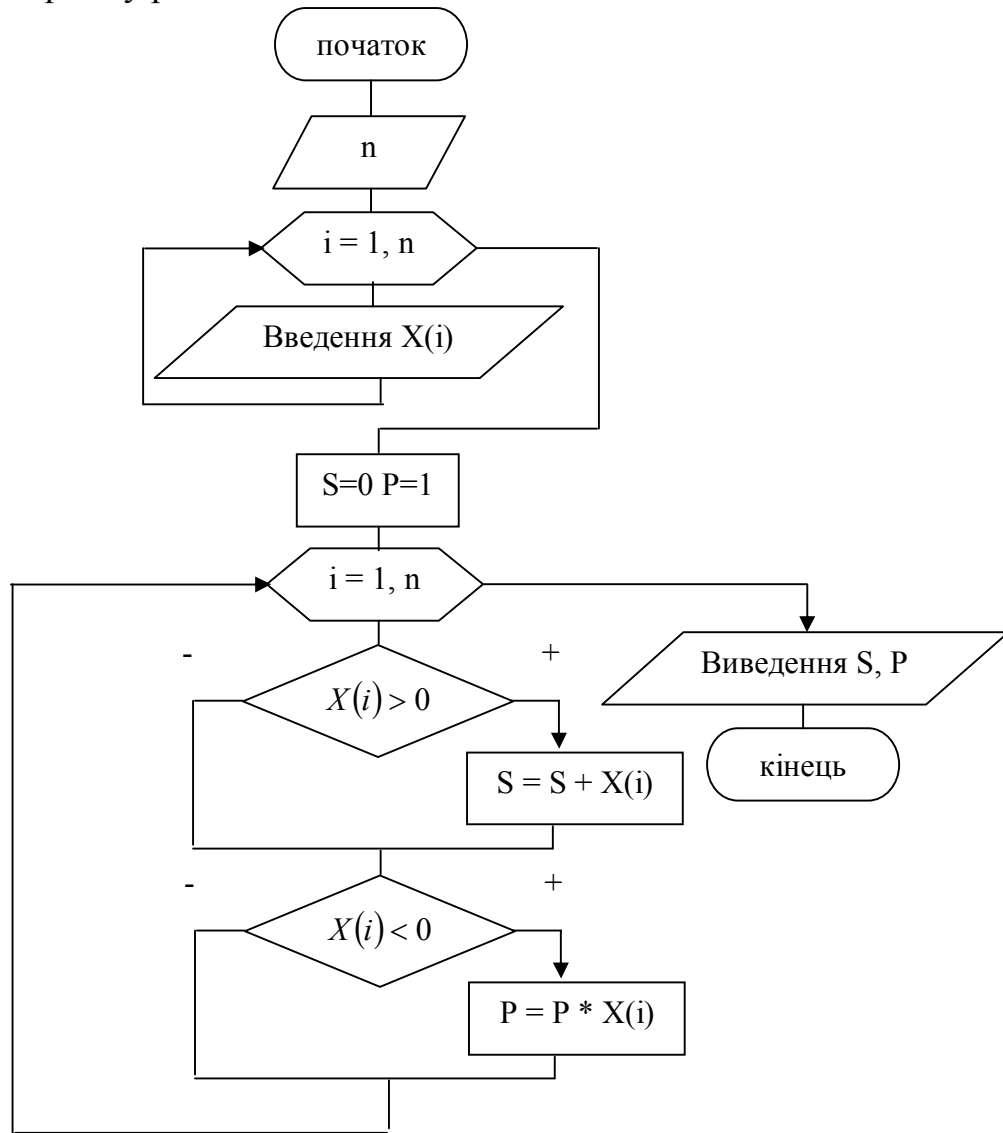 початок
n
i = 1, n
Введення X(i)
S=0 P=1
i = 1, n
- +
X(i) > 0
Виведення S, P
S = S + X(i)
кінець
- +
X(i) < 0
P = P * X(i)